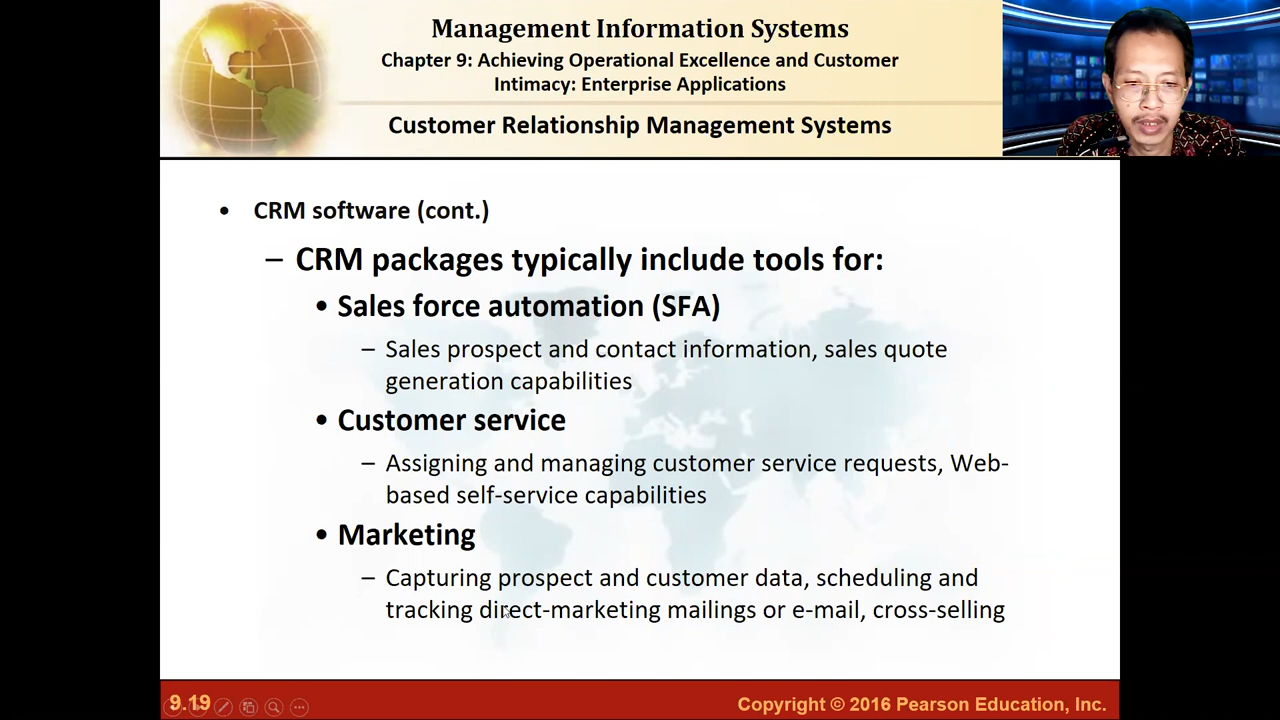 Management Information Systems
Chapter 9: Achieving Operational Excellence and Customer
Intimacy: Enterprise Applications
Customer Relationship Management Systems
• CRM software (cont.)
– CRM packages typically include tools for:
• Sales force automation (SFA)
– Sales prospect and contact information, sales quote
generation capabilities
• Customer service
– Assigning and managing customer service requests, Web-
based self-service capabilities
• Marketing
– Capturing prospect and customer data, scheduling and
tracking direct-marketing mailings or e-mail, cross-selling
9.19
Copyright © 2016 Pearson Education, Inc.